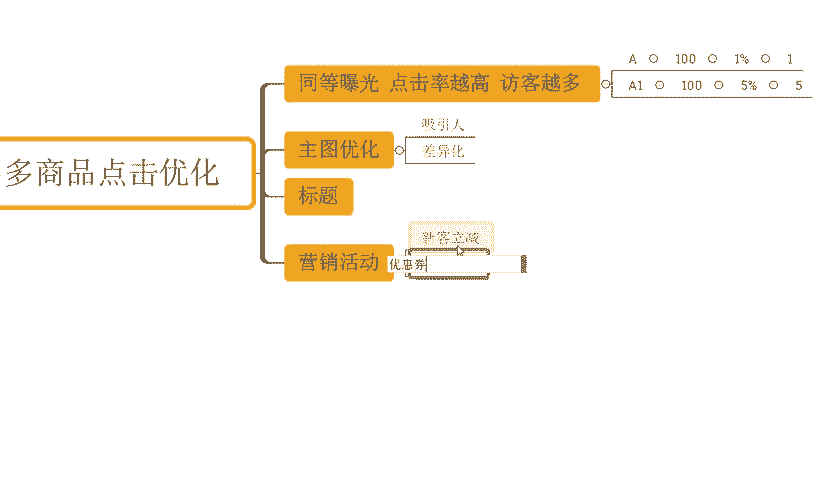 多商品点击优化
同等曝光 点击率越高 访客越多
A 100 1% 1
A1 100 5% 5
主图优化
吸引人
差异化
标题
营销活动
新客立减
优惠券